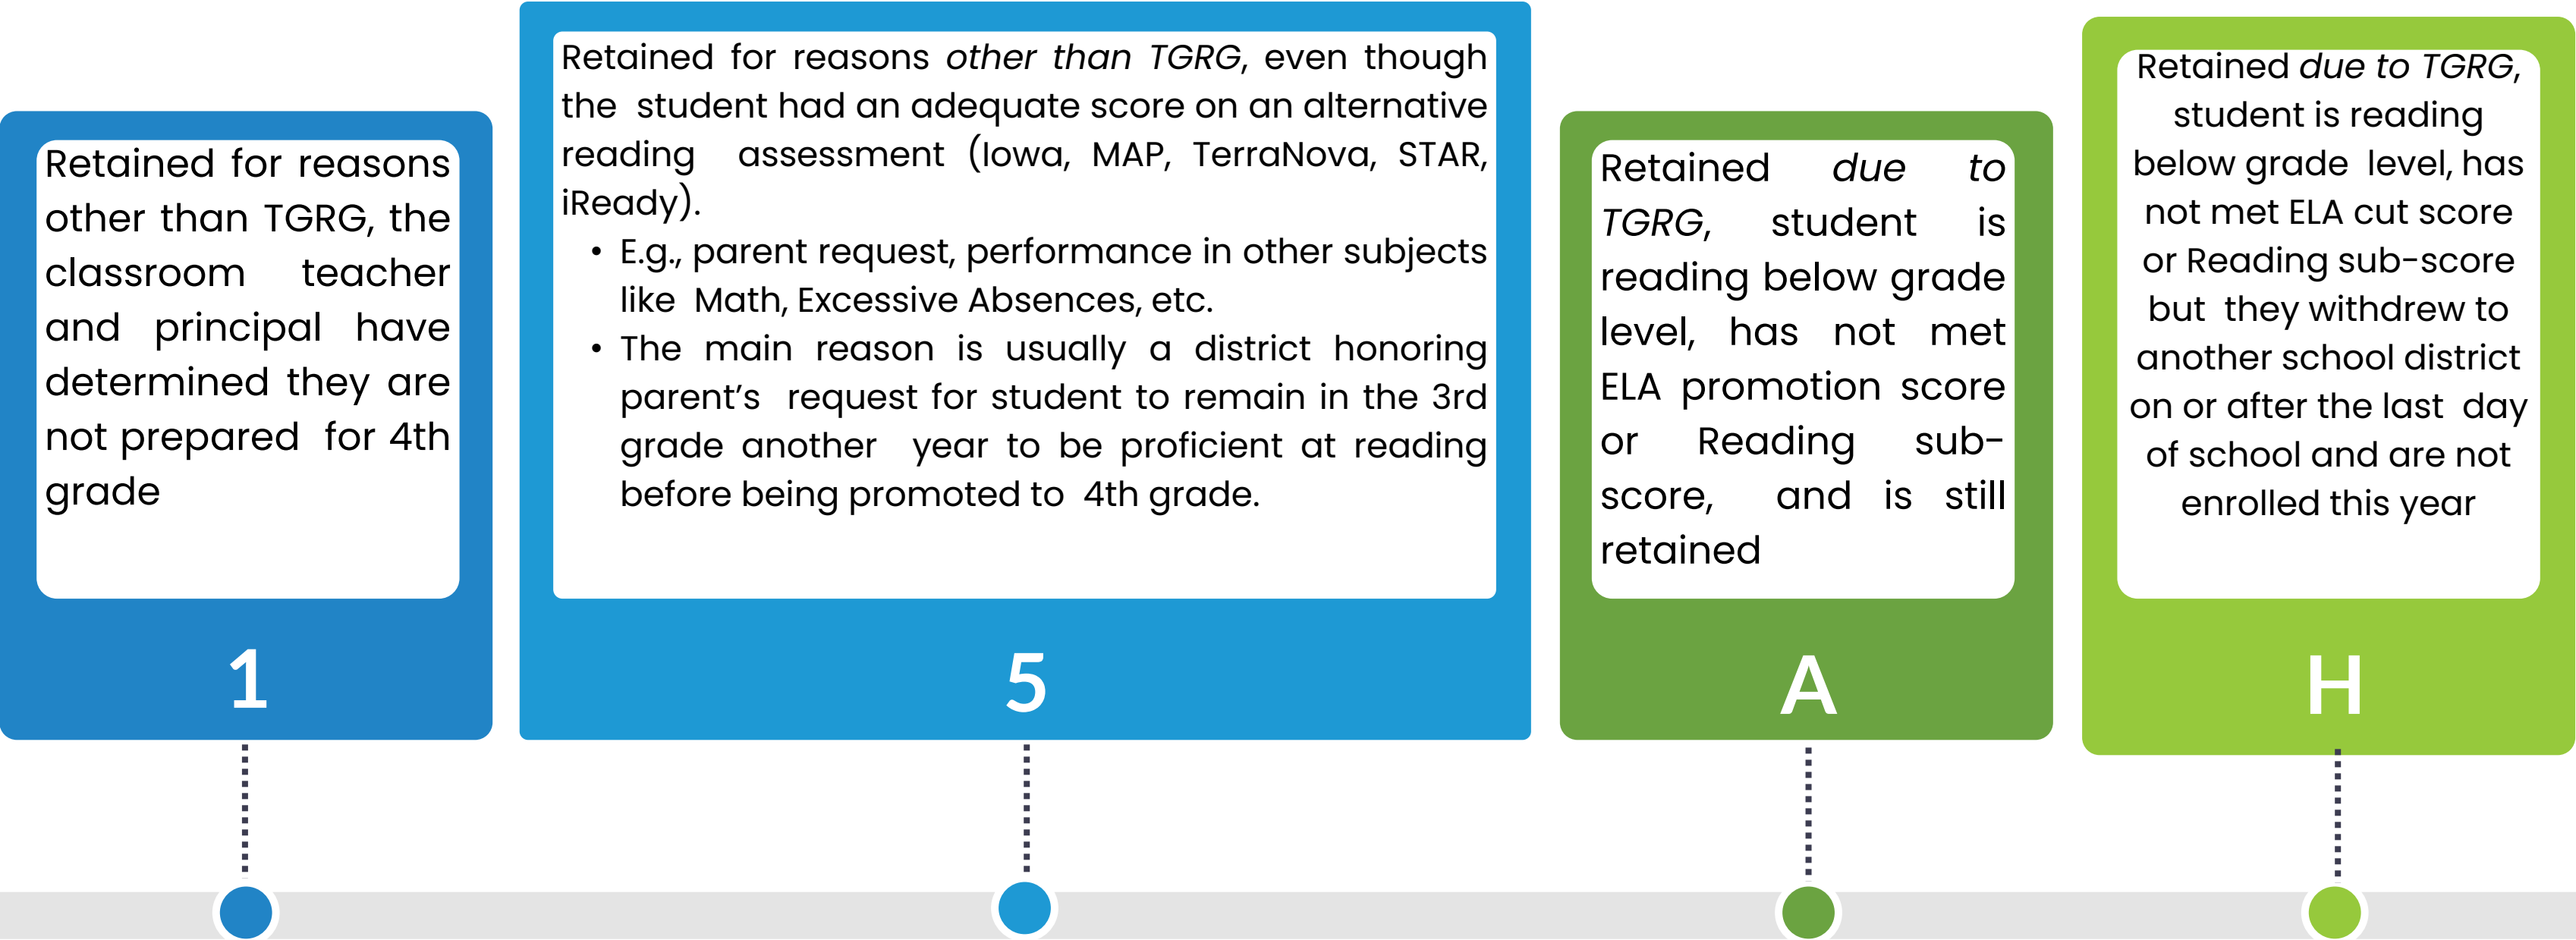 Retained for reasons
other than TGRG, the
classroom teacher
and principal have
determined they are
not prepared for 4th
grade
1
Retained for reasons other than TGRG, even though
the student had an adequate score on an alternative
reading assessment (Iowa, MAP, TerraNova, STAR,
iReady).
• E.g., parent request, performance in other subjects
like Math, Excessive Absences, etc.
• The main reason is usually a district honoring
parent's request for student to remain in the 3rd
grade another year to be proficient at reading
before being promoted to 4th grade.
5
Retained due to
TGRG, student is
reading below grade
level, has not met
ELA promotion score
or Reading sub-
score, and is still
retained
A
Retained due to TGRG,
student is reading
below grade level, has
not met ELA cut score
or Reading sub-score
but they withdrew to
another school district
on or after the last day
of school and are not
enrolled this year
H